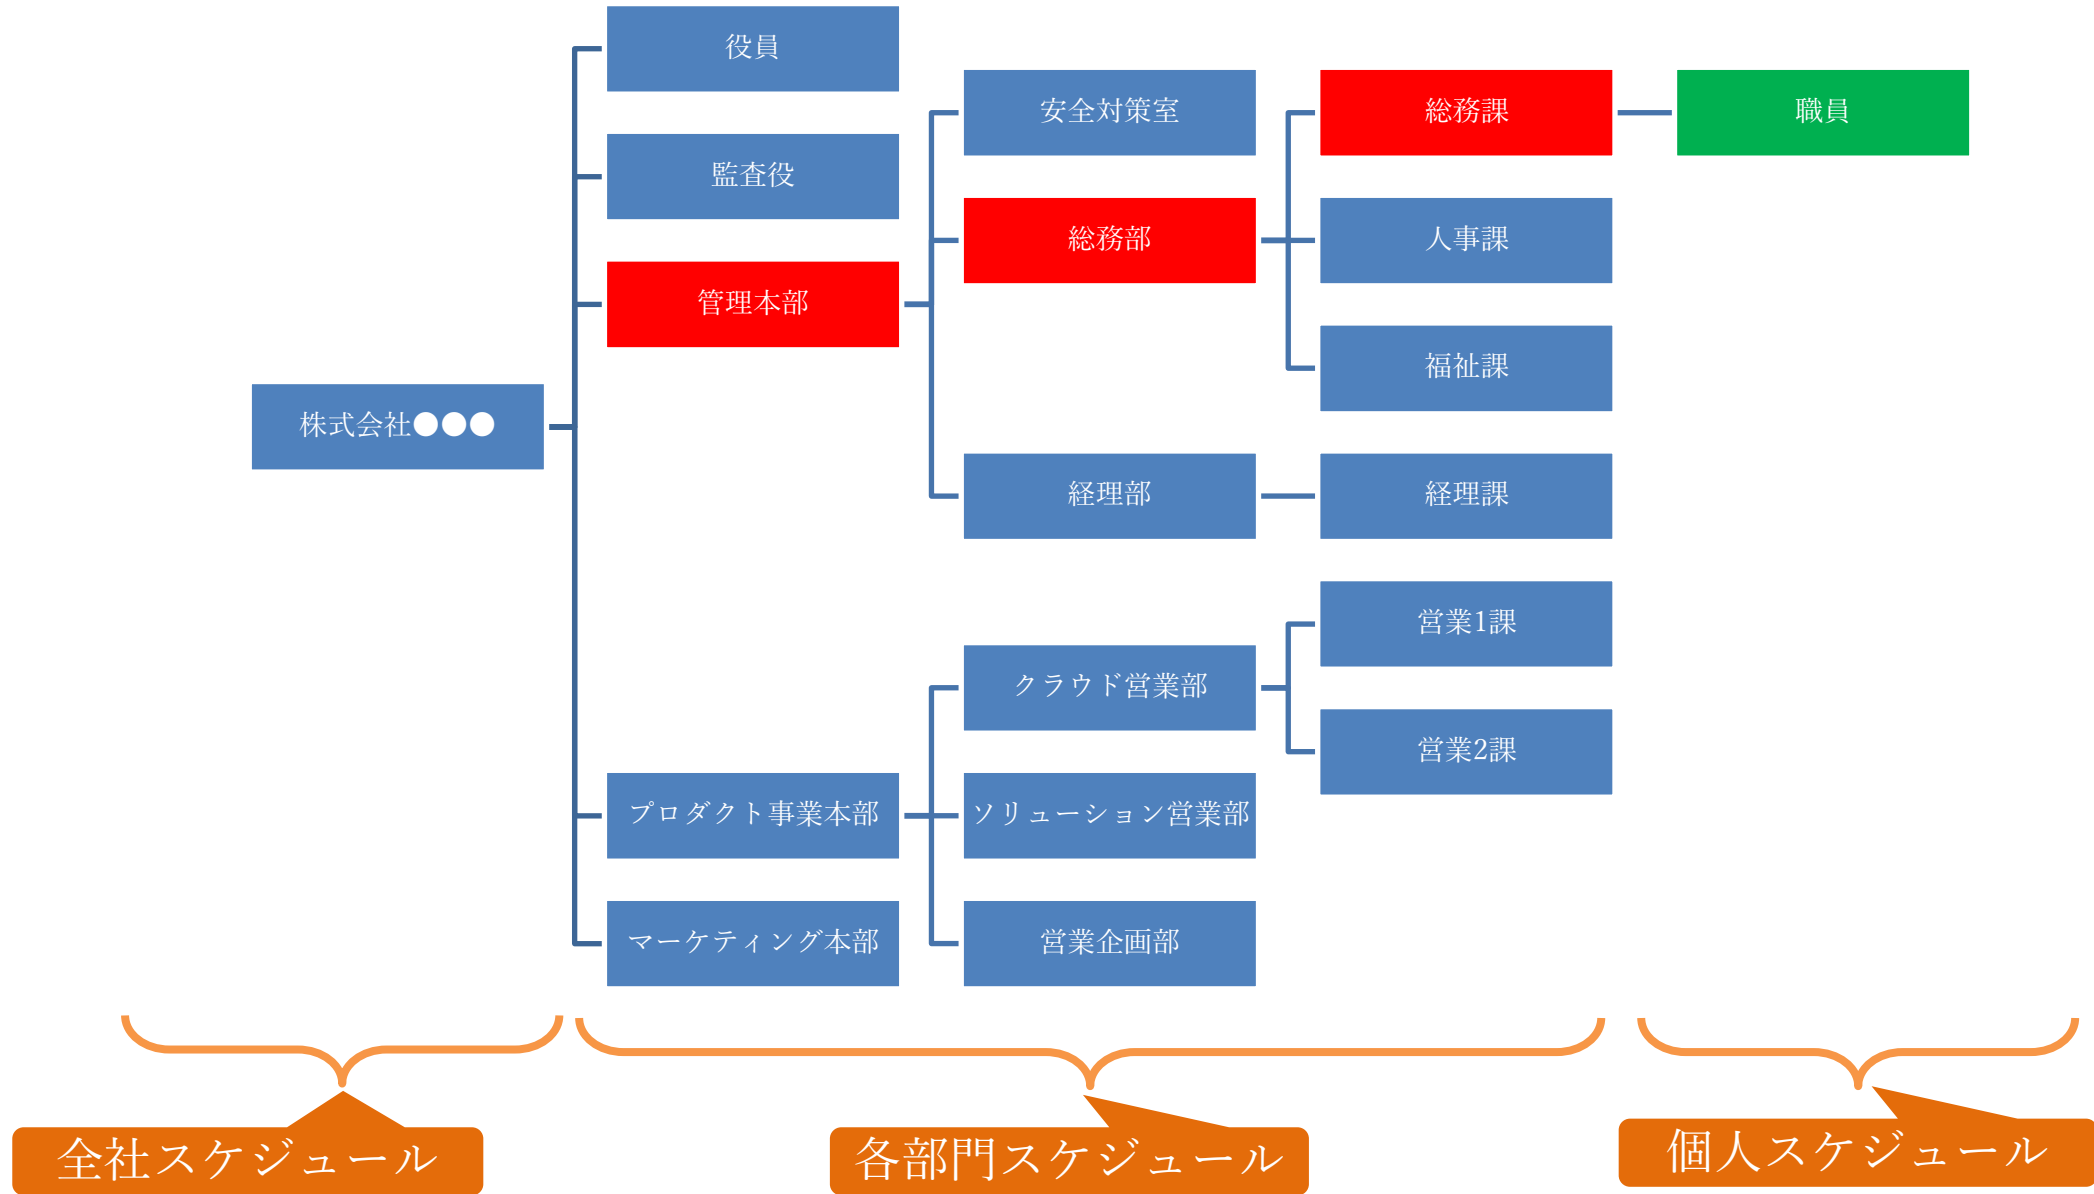 役員
安全対策室
総務課
職員
監査役
総務部
人事課
管理本部
福祉課
株式会社●●●
経理部
経理課
営業1課
クラウド営業部
営業2課
プロダクト事業本部
ソリューション営業部
マーケティング本部
営業企画部
全社スケジュール
各部門スケジュール
個人スケジュール